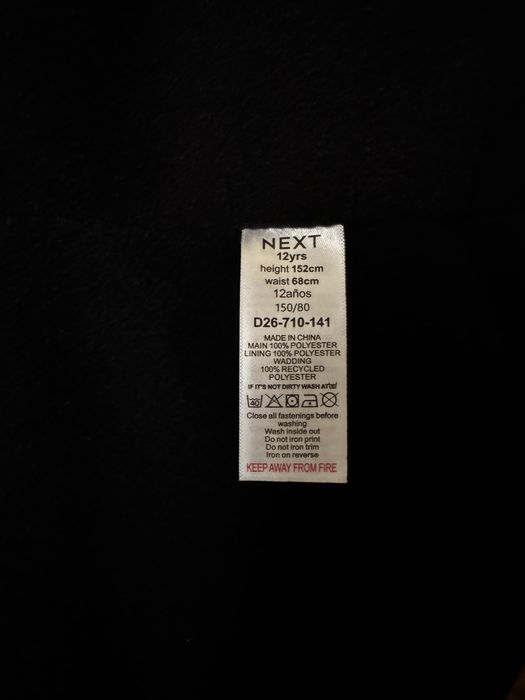 NEXT
12yrs
height 152cm
waist 68cm
12años
150/80
D26-710-141
MADE IN CHINA
MAIN 100% POLYESTER
LINING 100% POLYESTER
WADDING
100% RECYCLED
POLYESTER
IF IT'S NOT DIRTY WASH AT
40
Close all fastenings before
washing
Wash inside out
Do not iron print
Do not iron trim
Iron on reverse
KEEP AWAY FROM FIRE